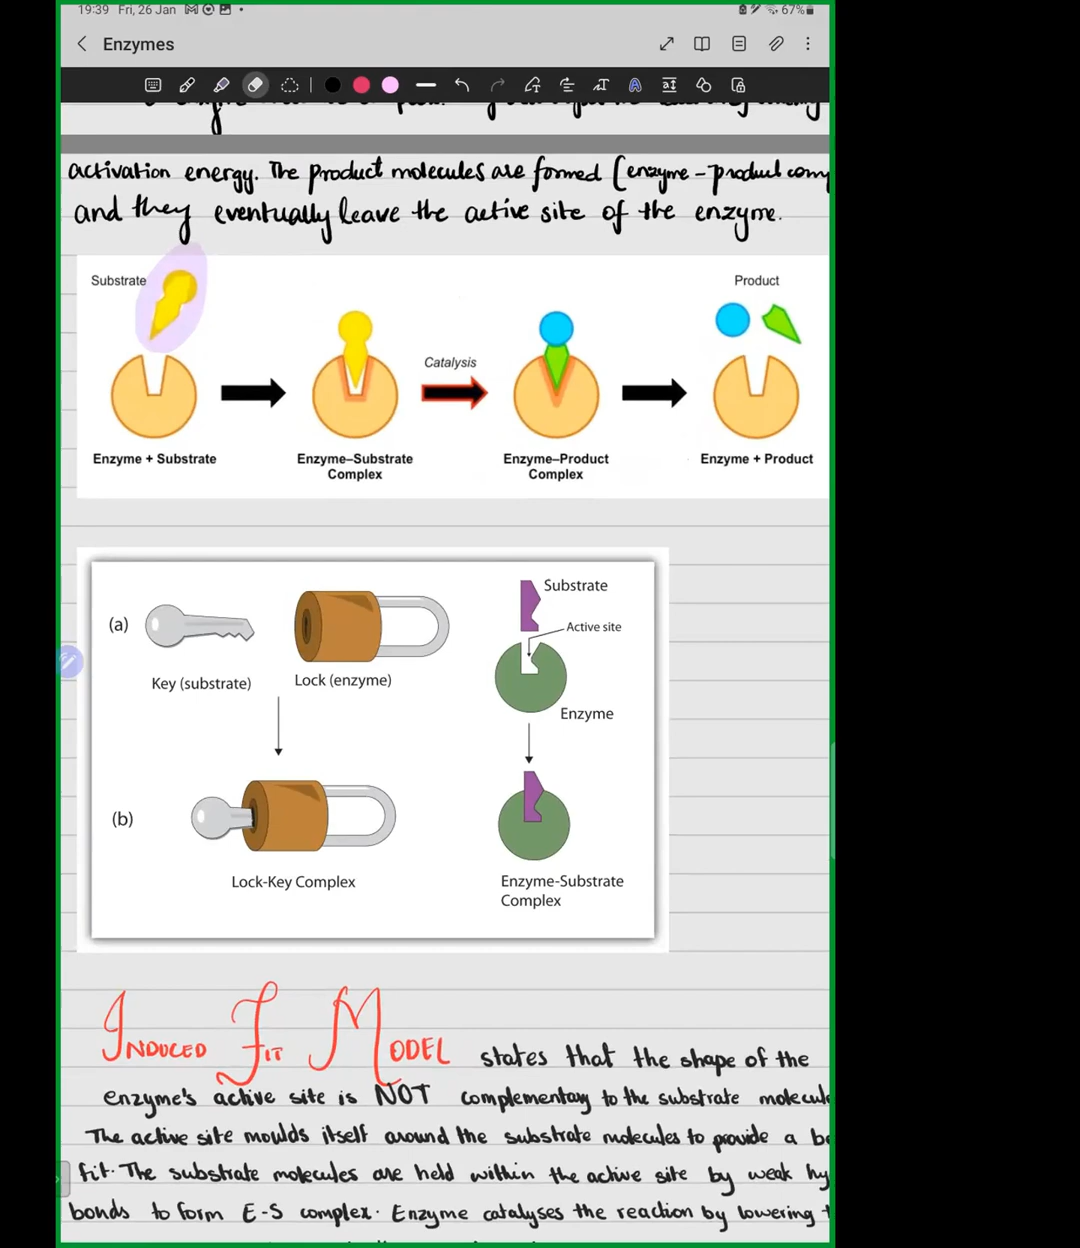 19:39 Fri, 26 Jan
67%
Enzymes
activation energy. The product molecules are formed (enzyme-product com
and they eventually leave the active site of the enzyme.
Substrate
Product
Catalysis
Enzyme + Substrate
Enzyme–Substrate
Complex
Enzyme–Product
Complex
Enzyme + Product
(a)
Key (substrate)
Lock (enzyme)
Substrate
Active site
Enzyme
(b)
Lock-Key Complex
Enzyme-Substrate
Complex
INDUCED FIT MODEL states that the shape of the
enzyme's active site is NOT complementary to the substrate molecul
The active site moulds itself around the substrate molecules to provide a be
fit. The substrate molecules are held within the active site by weak hy
bonds to form E-S complex. Enzyme catalyses the reaction by lowering t